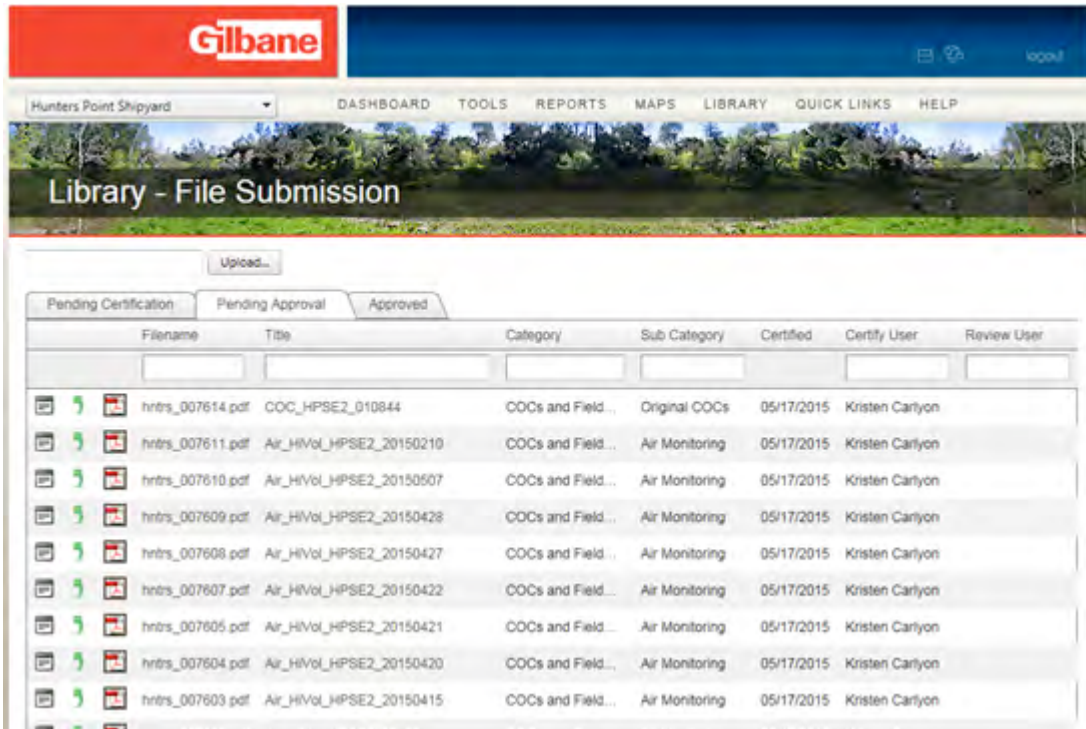 Gilbane
logout
Hunters Point Shipyard DASHBOARD TOOLS REPORTS MAPS LIBRARY QUICK LINKS HELP
Library - File Submission
Upload...
Pending Certification Pending Approval Approved
Filename Title Category Sub Category Certified Certify User Review User
hntrs_007614.pdf COC_HPSE2_010844 COCs and Field... Original COCs 05/17/2015 Kristen Carlyon
hntrs_007611.pdf Air_HiVol_HPSE2_20150210 COCs and Field... Air Monitoring 05/17/2015 Kristen Carlyon
hntrs_007610.pdf Air_HiVol_HPSE2_20150507 COCs and Field... Air Monitoring 05/17/2015 Kristen Carlyon
hntrs_007609.pdf Air_HiVol_HPSE2_20150428 COCs and Field... Air Monitoring 05/17/2015 Kristen Carlyon
hntrs_007608.pdf Air_HiVol_HPSE2_20150427 COCs and Field... Air Monitoring 05/17/2015 Kristen Carlyon
hntrs_007607.pdf Air_HiVol_HPSE2_20150422 COCs and Field... Air Monitoring 05/17/2015 Kristen Carlyon
hntrs_007605.pdf Air_HiVol_HPSE2_20150421 COCs and Field... Air Monitoring 05/17/2015 Kristen Carlyon
hntrs_007604.pdf Air_HiVol_HPSE2_20150420 COCs and Field... Air Monitoring 05/17/2015 Kristen Carlyon
hntrs_007603.pdf Air_HiVol_HPSE2_20150415 COCs and Field... Air Monitoring 05/17/2015 Kristen Carlyon